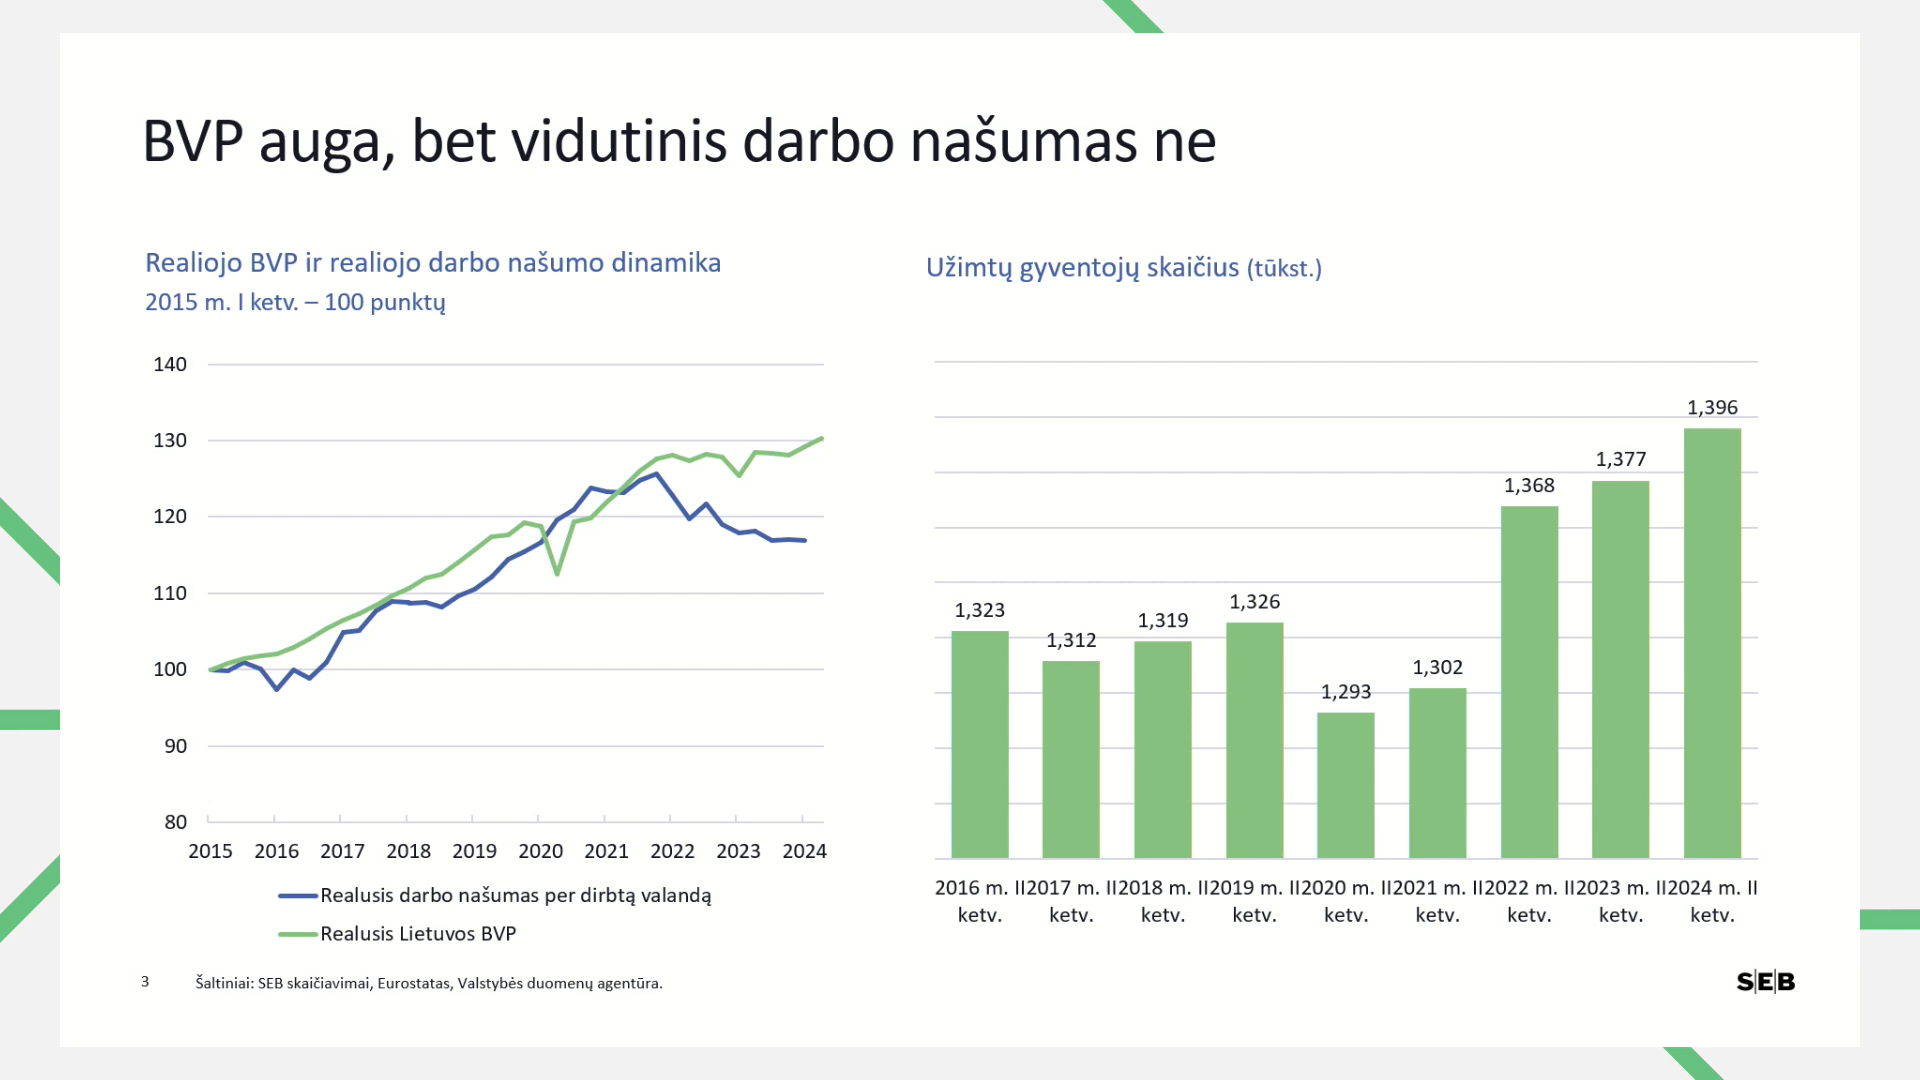 BVP auga, bet vidutinis darbo našumas ne
Realiojo BVP ir realiojo darbo našumo dinamika
2015 m. I ketv. – 100 punktų
140
130
120
110
100
90
80
2015 2016 2017 2018 2019 2020 2021 2022 2023 2024
Realusis darbo našumas per dirbtą valandą
Realusis Lietuvos BVP
Užimtų gyventojų skaičius (tūkst.)
1,323
1,312
1,319
1,326
1,293
1,302
1,368
1,377
1,396
2016 m. II 2017 m. II 2018 m. II 2019 m. II 2020 m. II 2021 m. II 2022 m. II 2023 m. II 2024 m. II
ketv. ketv. ketv. ketv. ketv. ketv. ketv. ketv. ketv.
3 Šaltiniai: SEB skaičiavimai, Eurostatas, Valstybės duomenų agentūra.
SEB